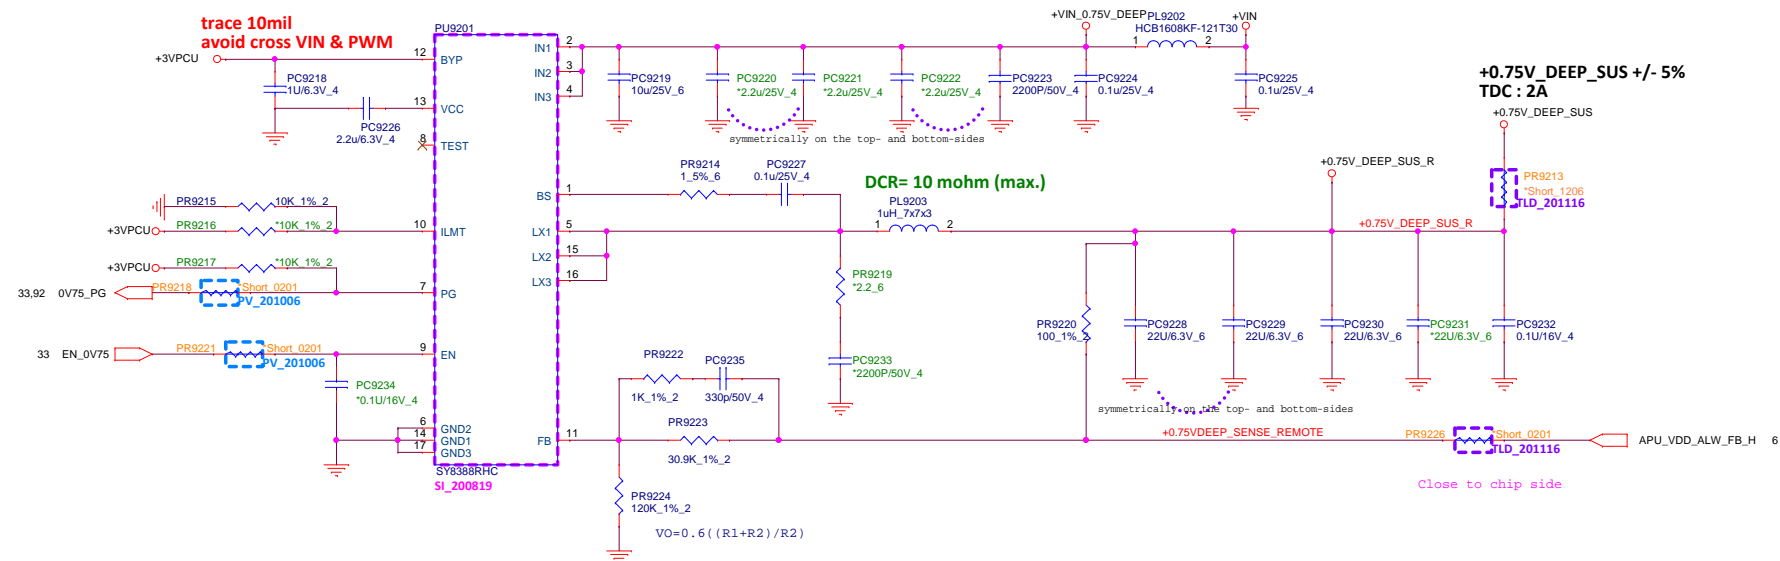 trace 10mil
avoid cross VIN & PWM
+3VPCU
PC9218
1U/6.3V_4
PC9226
2.2u/6.3V_4
PU9201
12
BYP
13
VCC
8
TEST
PR9215
10K_1%_2
+3VPCU
PR9216
*10K_1%_2
10
ILMT
+3VPCU
PR9217
*10K_1%_2
33,92
0V75_PG
PR9218
*Short_0201
PV_201006
7
PG
33
EN_0V75
PR9221
*Short_0201
PV_201006
9
EN
PC9234
*0.1U/16V_4
6
GND2
14
GND1
17
GND3
SY8388RHC
SI_200819
IN1
2
IN2
3
IN3
4
BS
1
LX1
5
LX2
15
LX3
16
FB
11
PC9219
10u/25V_6
PC9220
*2.2u/25V_4
PC9221
*2.2u/25V_4
PC9222
*2.2u/25V_4
PC9223
2200P/50V_4
PC9224
0.1u/25V_4
symmetrically on the top- and bottom-sides
+VIN_0.75V_DEEP
PL9202
HCB1608KF-121T30
1
2
+VIN
PC9225
0.1u/25V_4
+0.75V_DEEP_SUS +/- 5%
TDC : 2A
+0.75V_DEEP_SUS
PR9213
*Short_1206
TLD_201116
+0.75V_DEEP_SUS_R
+0.75V_DEEP_SUS_R
PR9214
1_5%_6
PC9227
0.1u/25V_4
DCR= 10 mohm (max.)
PL9203
1uH_7x7x3
1
2
PR9219
*2.2_6
PC9233
*2200P/50V_4
PR9220
100_1%_2
PC9228
22U/6.3V_6
PC9229
22U/6.3V_6
PC9230
22U/6.3V_6
PC9231
*22U/6.3V_6
PC9232
0.1U/16V_4
symmetrically on the top- and bottom-sides
PR9222
1K_1%_2
PC9235
330p/50V_4
PR9223
30.9K_1%_2
PR9224
120K_1%_2
VO=0.6((R1+R2)/R2)
+0.75VDEEP_SENSE_REMOTE
PR9226
*Short_0201
TLD_201116
APU_VDD_ALW_FB_H
6
Close to chip side